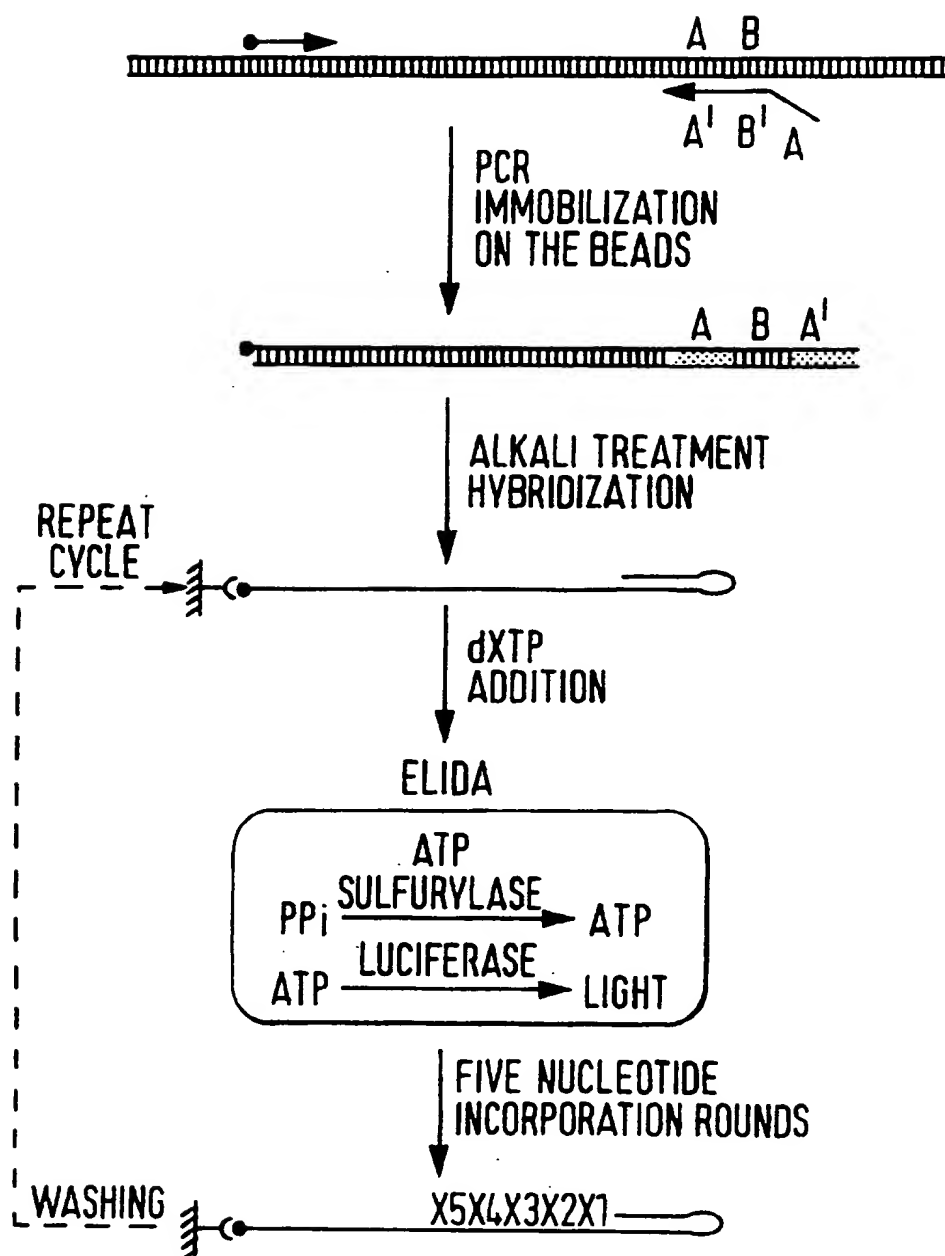 A B
A' B' A
PCR
IMMOBILIZATION
ON THE BEADS
A B A'
ALKALI TREATMENT
HYBRIDIZATION
REPEAT
CYCLE
dXTP
ADDITION
ELIDA
ATP
SULFURYLASE
PPi ATP
LUCIFERASE
ATP LIGHT
FIVE NUCLEOTIDE
INCORPORATION ROUNDS
WASHING
X5X4X3X2X1